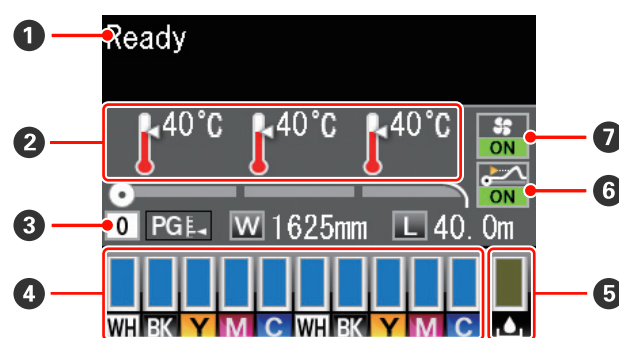 1 Ready
2 40°C 40°C 40°C 7 ON
6 ON
3 0 PG W 1625mm L 40.0m
4 5
WH BK Y M C WH BK Y M C